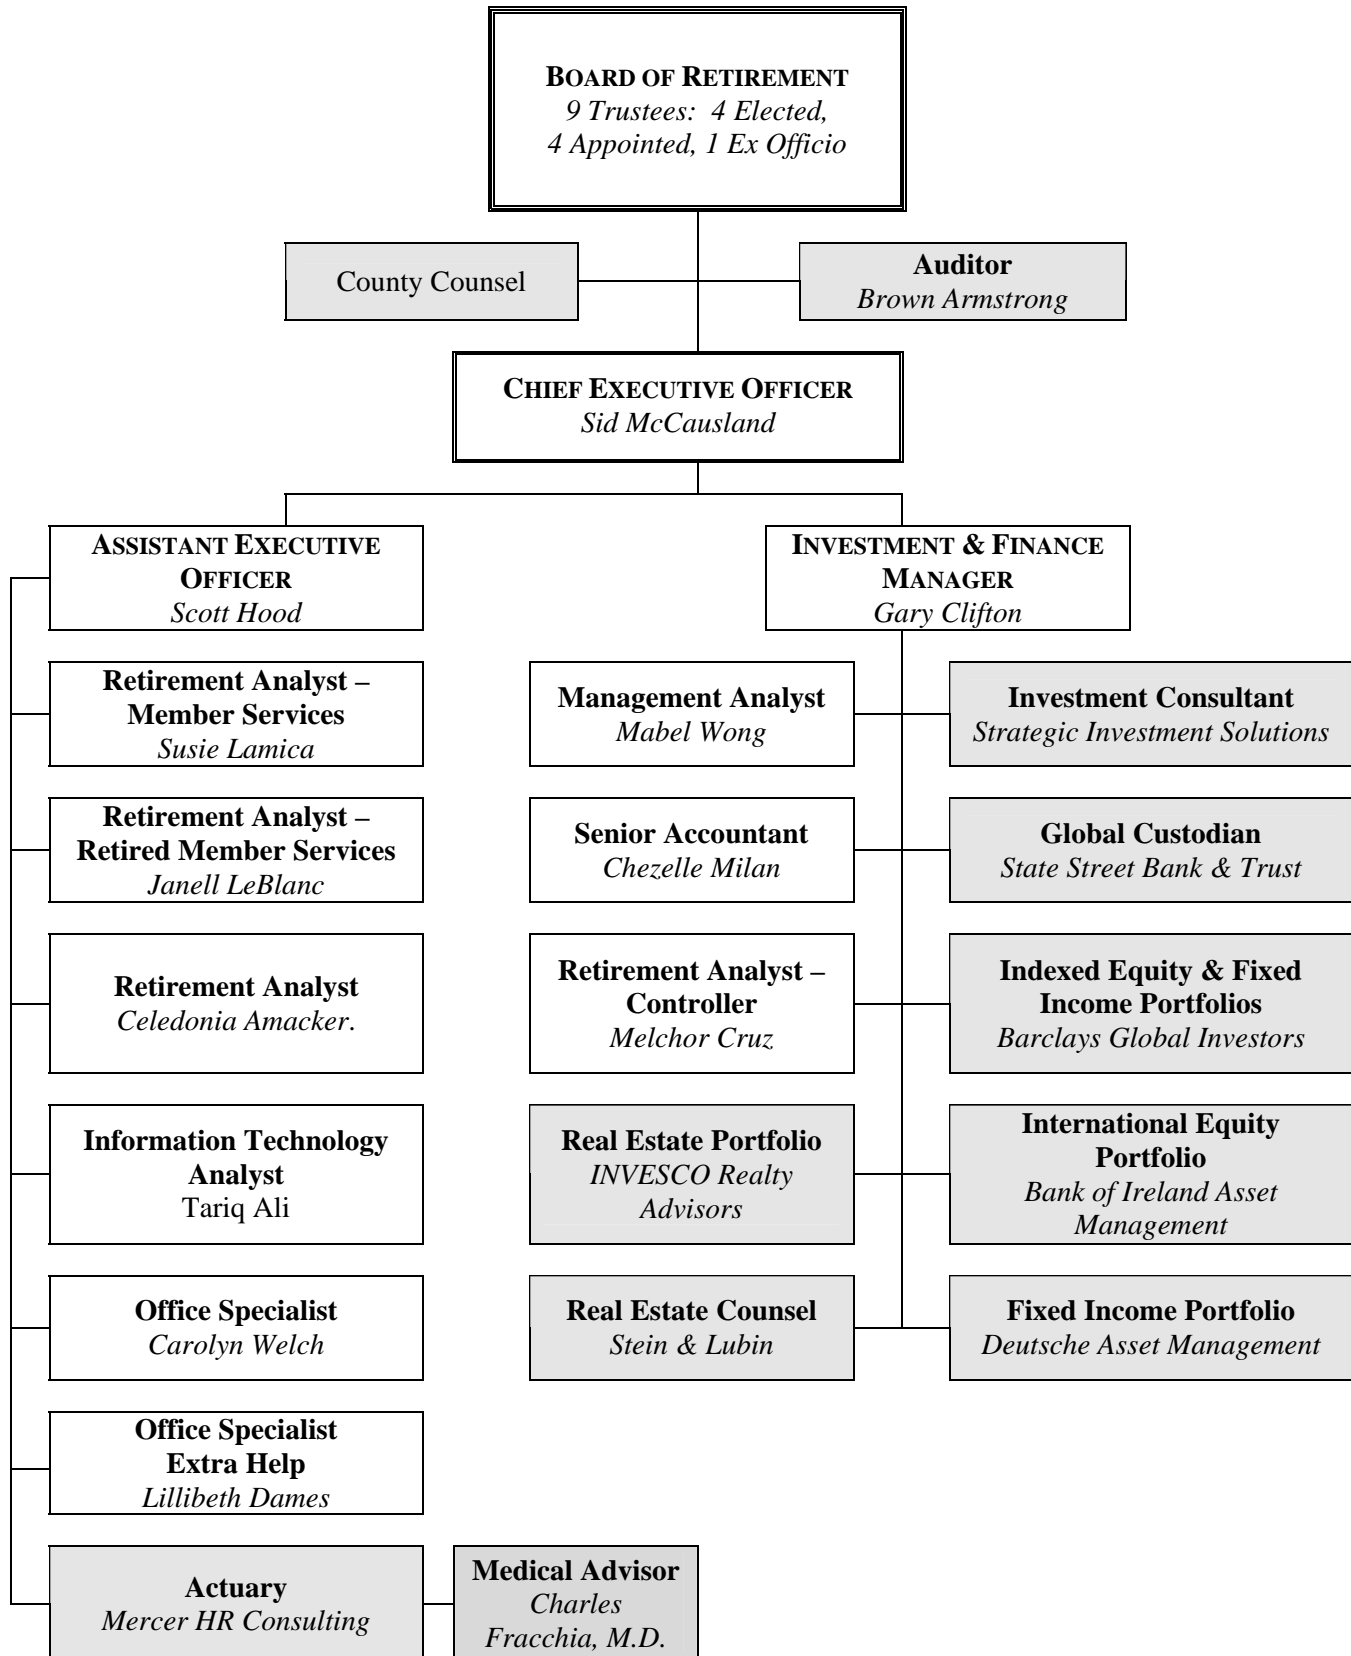 BOARD OF RETIREMENT
9 Trustees: 4 Elected,
4 Appointed, 1 Ex Officio
County Counsel
Auditor
Brown Armstrong
CHIEF EXECUTIVE OFFICER
Sid McCausland
ASSISTANT EXECUTIVE
OFFICER
Scott Hood
INVESTMENT & FINANCE
MANAGER
Gary Clifton
Retirement Analyst –
Member Services
Susie Lamica
Management Analyst
Mabel Wong
Investment Consultant
Strategic Investment Solutions
Retirement Analyst –
Retired Member Services
Janell LeBlanc
Senior Accountant
Chezelle Milan
Global Custodian
State Street Bank & Trust
Retirement Analyst
Celedonia Amacker.
Retirement Analyst –
Controller
Melchor Cruz
Indexed Equity & Fixed
Income Portfolios
Barclays Global Investors
Information Technology
Analyst
Tariq Ali
Real Estate Portfolio
INVESCO Realty
Advisors
International Equity
Portfolio
Bank of Ireland Asset
Management
Office Specialist
Carolyn Welch
Real Estate Counsel
Stein & Lubin
Fixed Income Portfolio
Deutsche Asset Management
Office Specialist
Extra Help
Lillibeth Dames
Actuary
Mercer HR Consulting
Medical Advisor
Charles
Fracchia, M.D.